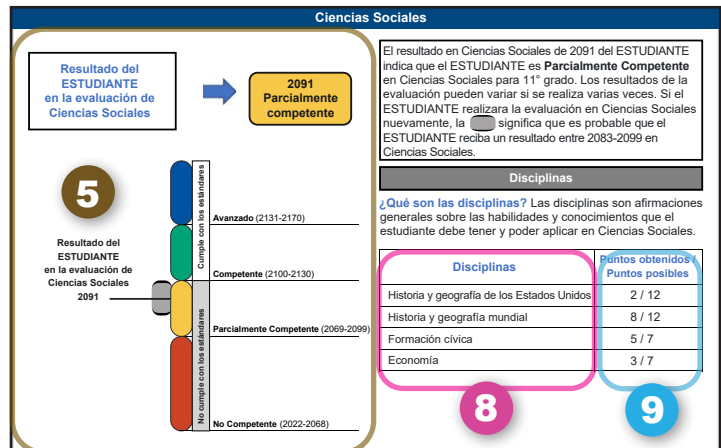 Ciencias Sociales
Resultado del
ESTUDIANTE
en la evaluación de
Ciencias Sociales
2091
Parcialmente
competente
5
Resultado del
ESTUDIANTE
en la evaluación de
Ciencias Sociales
2091
Cumple con los estándares
No cumple con los estándares
Avanzado (2131-2170)
Competente (2100-2130)
Parcialmente Competente (2069-2099)
No Competente (2022-2068)
El resultado en Ciencias Sociales de 2091 del ESTUDIANTE
indica que el ESTUDIANTE es Parcialmente Competente
en Ciencias Sociales para 11° grado. Los resultados de la
evaluación pueden variar si se realiza varias veces. Si el
ESTUDIANTE realizara la evaluación en Ciencias Sociales
nuevamente, la significa que es probable que el
ESTUDIANTE reciba un resultado entre 2083-2099 en
Ciencias Sociales.
Disciplinas
¿Qué son las disciplinas? Las disciplinas son afirmaciones
generales sobre las habilidades y conocimientos que el
estudiante debe tener y poder aplicar en Ciencias Sociales.
Disciplinas
Puntos obtenidos /
Puntos posibles
Historia y geografía de los Estados Unidos 2 / 12
Historia y geografía mundial 8 / 12
Formación cívica 5 / 7
Economía 3 / 7
8
9